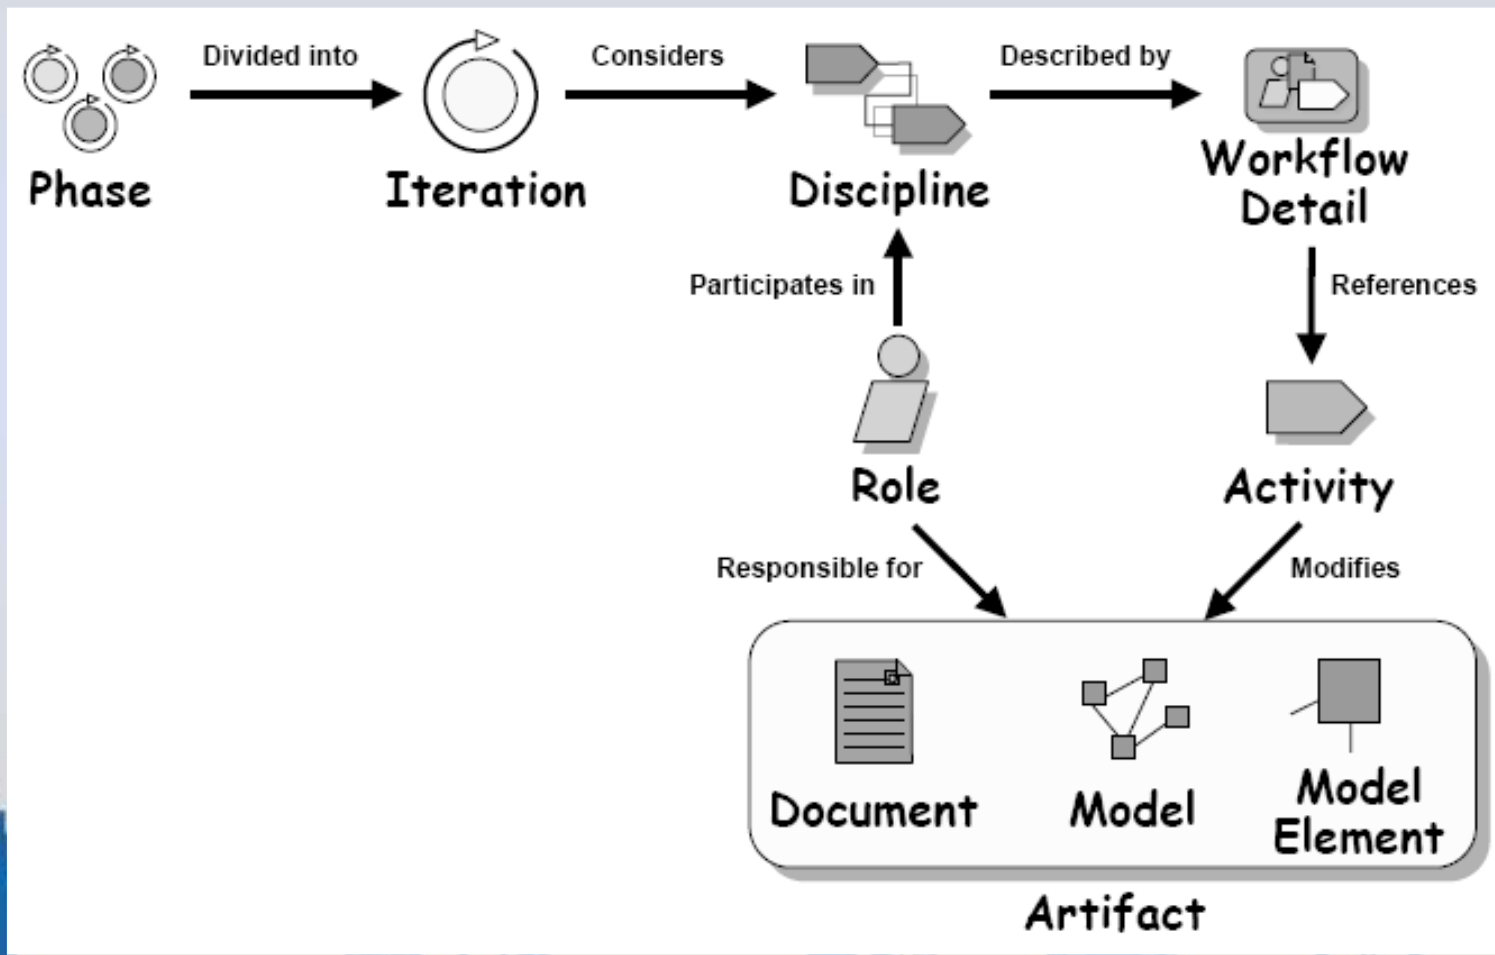 Divided into
Considers
Described by
Phase
Iteration
Discipline
Workflow
Detail
Participates in
References
Role
Activity
Responsible for
Modifies
Document
Model
Model
Element
Artifact